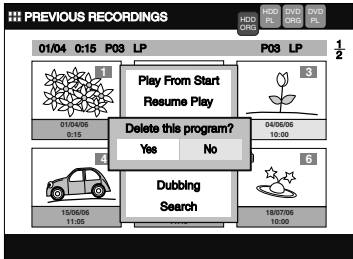 PREVIOUS RECORDINGS
HDD ORG
HDD PL
DVD ORG
DVD PL
01/04 0:15 P03 LP P03 LP 1/2
1
3
Play From Start
Resume Play
01/04/06
0:15
04/06/06
10:00
Delete this program?
Yes No
4
6
Dubbing
Search
15/06/06
11:05
18/07/06
10:00